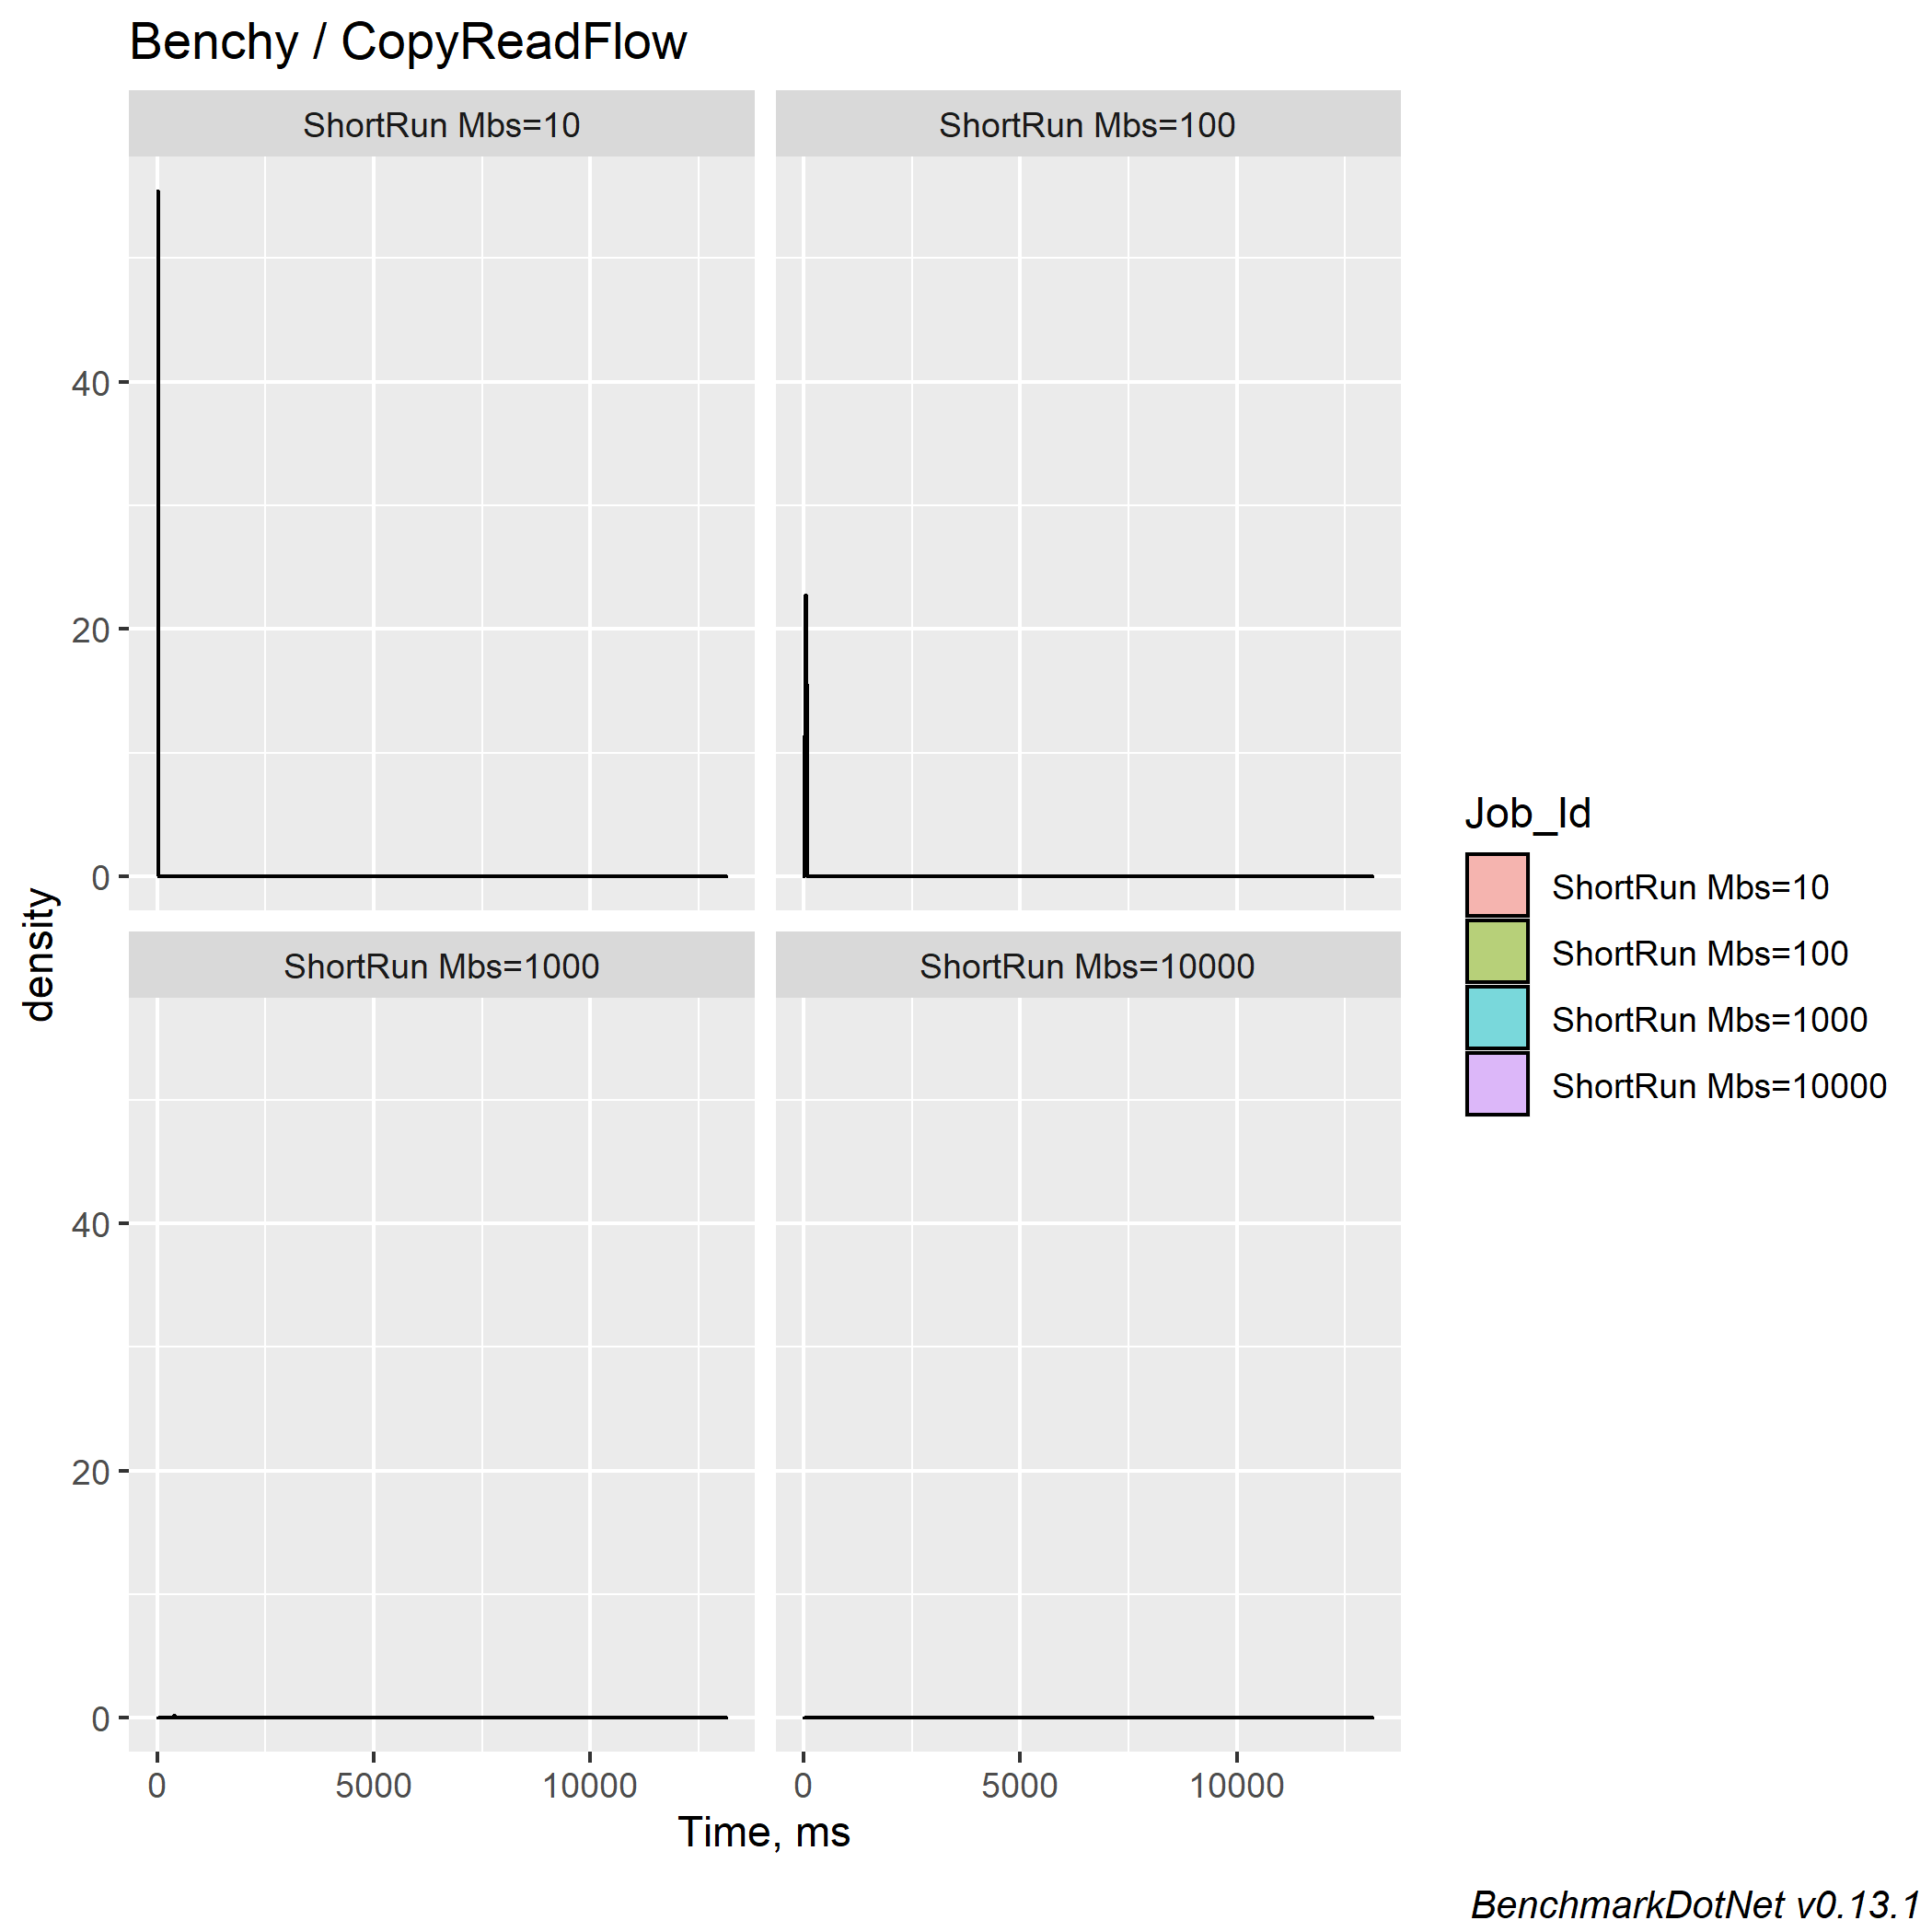 Benchy / CopyReadFlow
ShortRun Mbs=10
ShortRun Mbs=100
40
20
0
ShortRun Mbs=1000
ShortRun Mbs=10000
40
20
0
0
5000
10000
0
5000
10000
density
Time, ms
Job_Id
ShortRun Mbs=10
ShortRun Mbs=100
ShortRun Mbs=1000
ShortRun Mbs=10000
BenchmarkDotNet v0.13.1